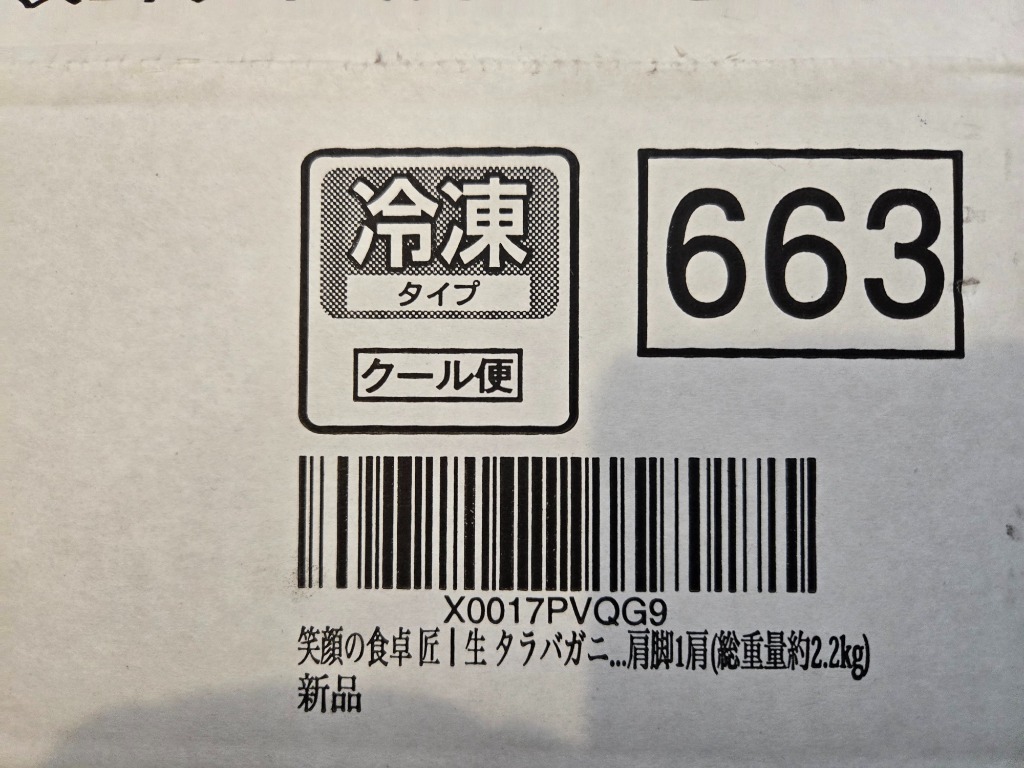 冷凍
タイプ
クール便
663
X0017PVQG9
笑顔の食卓 匠 | 生 タラバガニ...肩脚1肩(総重量約2.2kg)
新品